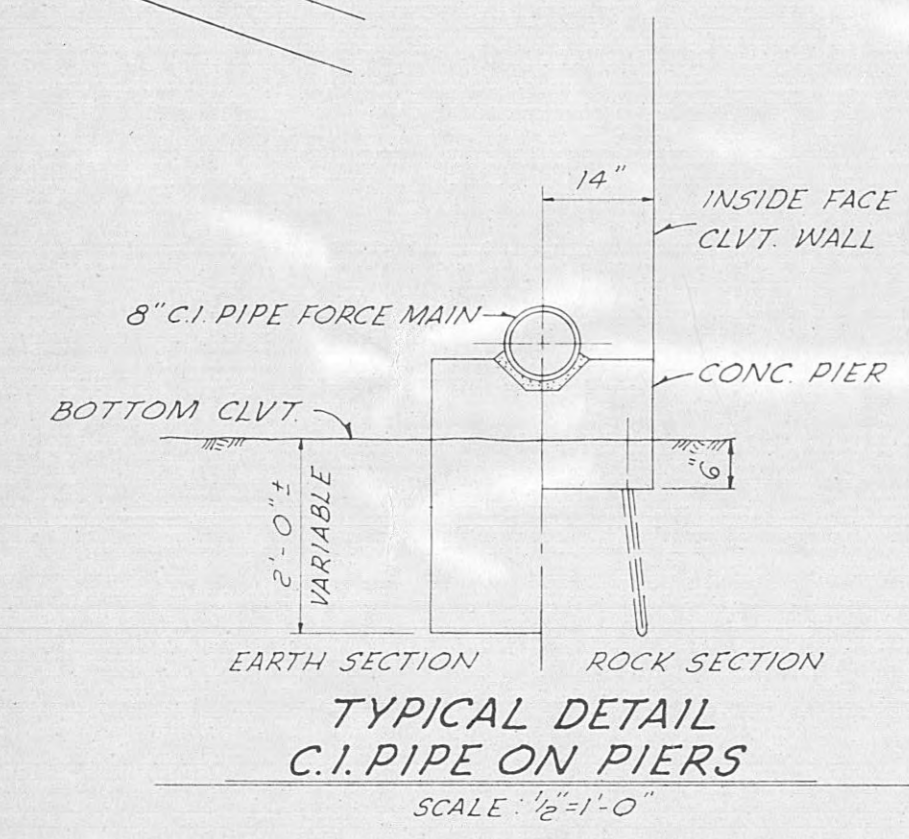 14"
INSIDE FACE
CLVT. WALL
8" C.I. PIPE FORCE MAIN
CONC. PIER
BOTTOM CLVT.
6"
2'-0" ±
VARIABLE
EARTH SECTION
ROCK SECTION
TYPICAL DETAIL
C.I. PIPE ON PIERS
SCALE: 1/2"=1'-0"